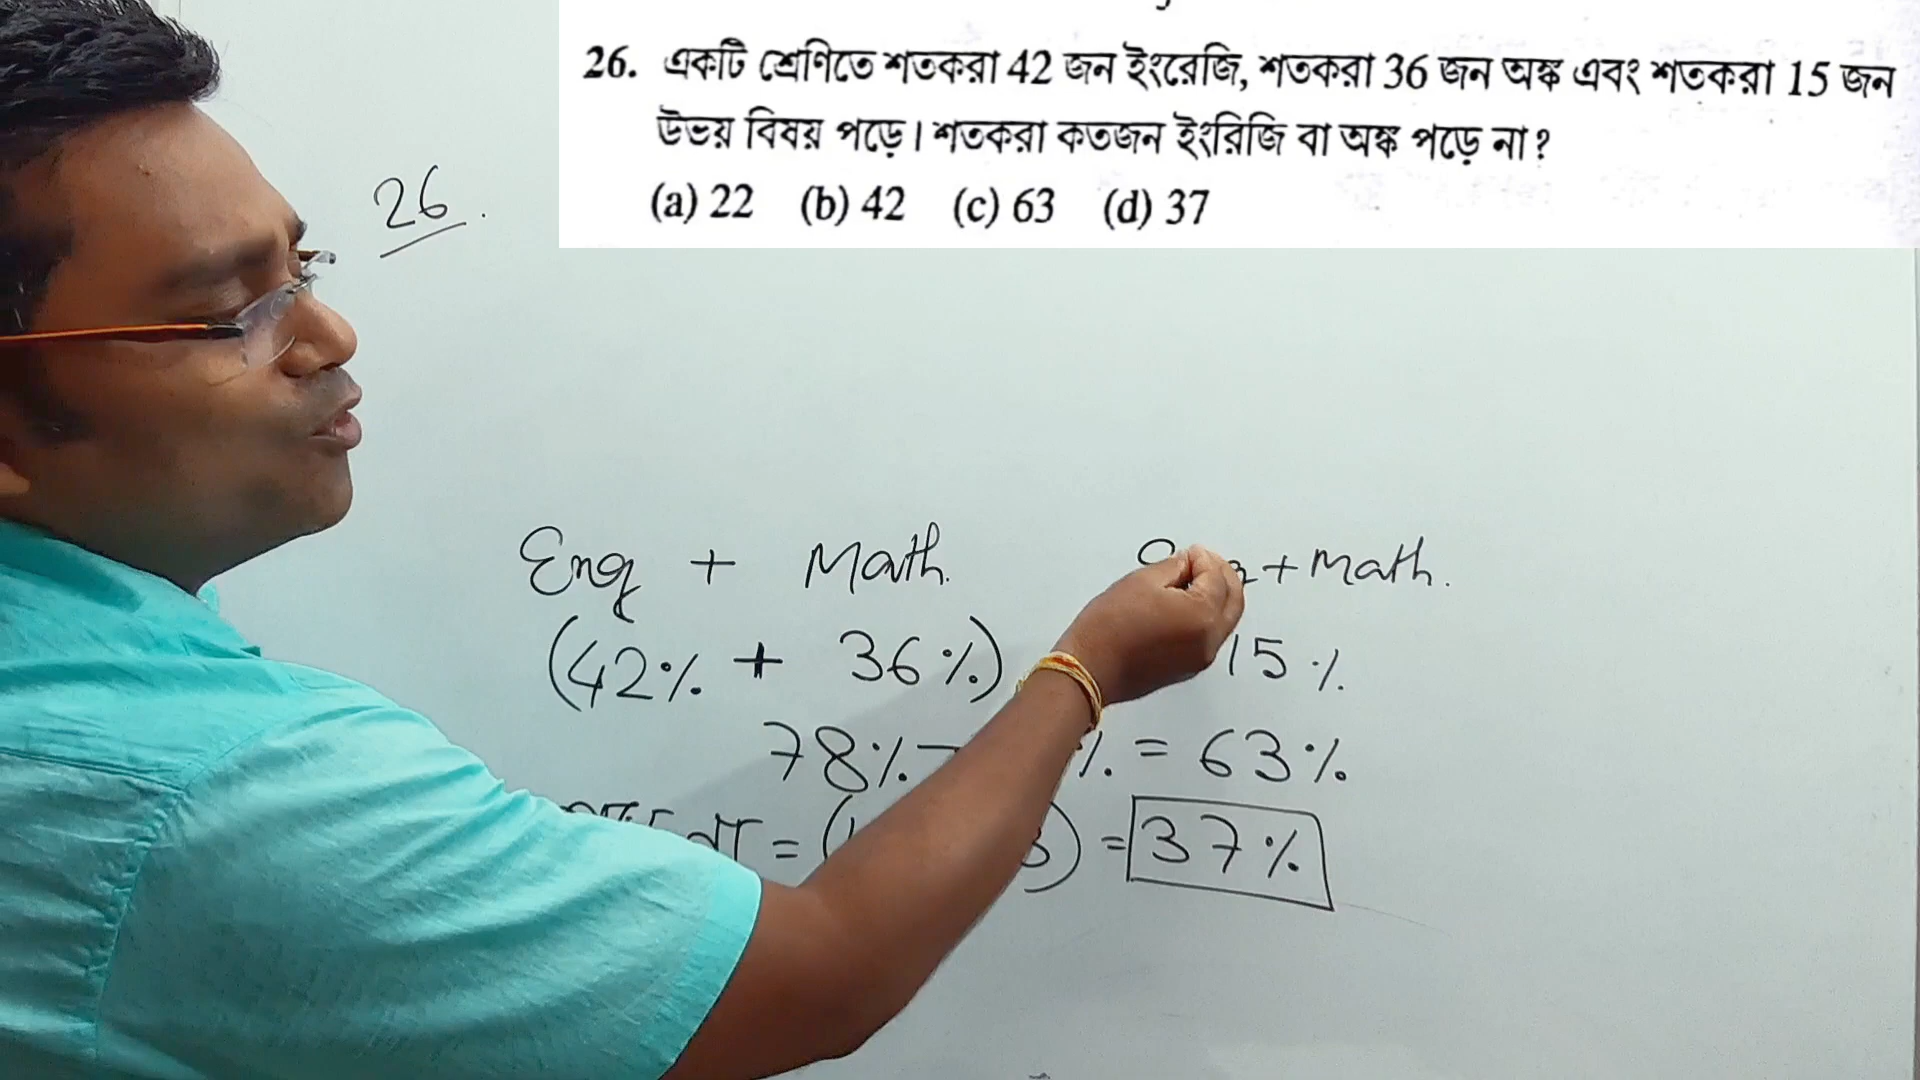 26. একটি শ্রেণিতে শতকরা 42 জন ইংরেজি, শতকরা 36 জন অঙ্ক এবং শতকরা 15 জন
উভয় বিষয় পড়ে। শতকরা কতজন ইংরিজি বা অঙ্ক পড়ে না?
(a) 22 (b) 42 (c) 63 (d) 37
26.
Eng + Math. + Math.
(42% + 36%) 15%
78% - % = 63%
না = ( ) = 37%